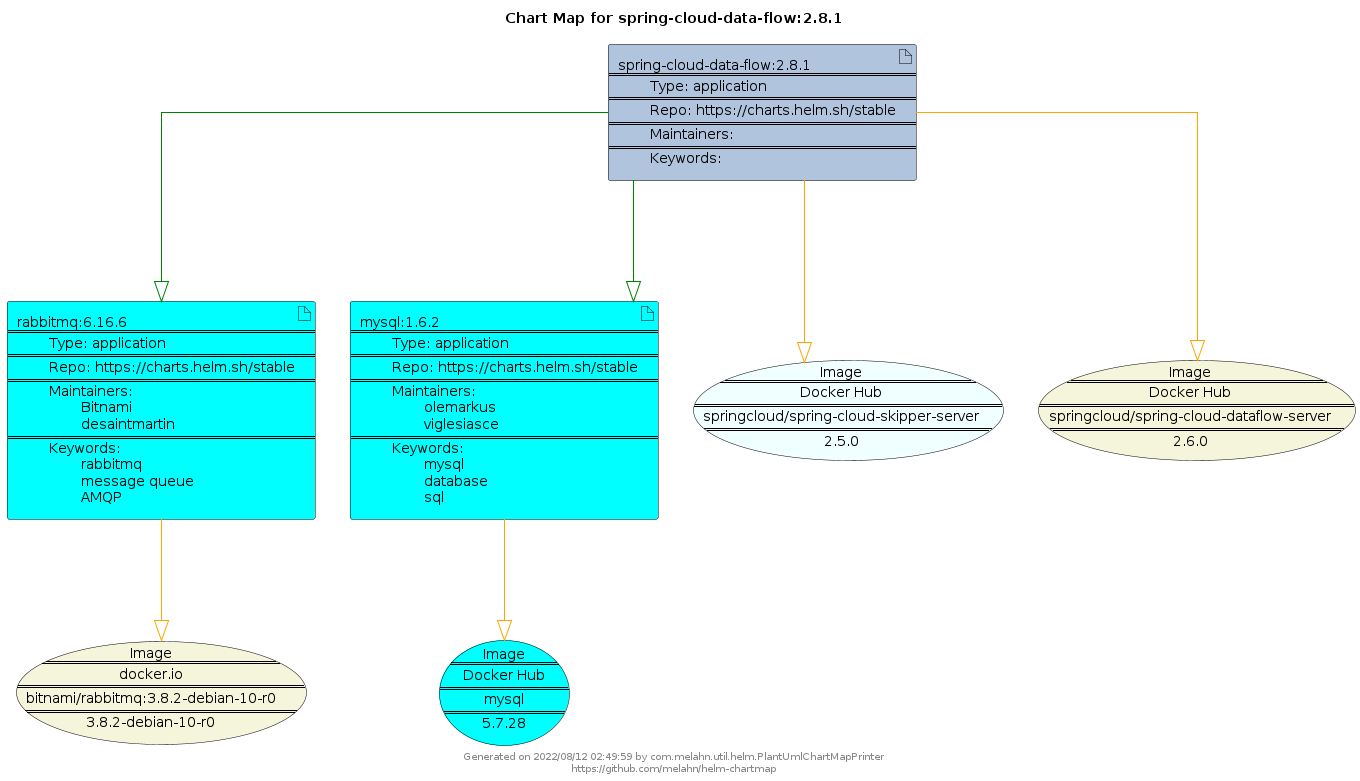 Chart Map for spring-cloud-data-flow:2.8.1
spring-cloud-data-flow:2.8.1
Type: application
Repo: https://charts.helm.sh/stable
Maintainers:
Keywords:
rabbitmq:6.16.6
Type: application
Repo: https://charts.helm.sh/stable
Maintainers:
Bitnami
desaintmartin
Keywords:
rabbitmq
message queue
AMQP
mysql:1.6.2
Type: application
Repo: https://charts.helm.sh/stable
Maintainers:
olemarkus
viglesiasce
Keywords:
mysql
database
sql
Image
Docker Hub
springcloud/spring-cloud-skipper-server
2.5.0
Image
Docker Hub
springcloud/spring-cloud-dataflow-server
2.6.0
Image
docker.io
bitnami/rabbitmq:3.8.2-debian-10-r0
3.8.2-debian-10-r0
Image
Docker Hub
mysql
5.7.28
Generated on 2022/08/12 02:49:59 by com.melahn.util.helm.PlantUmlChartMapPrinter
https://github.com/melahn/helm-chartmap